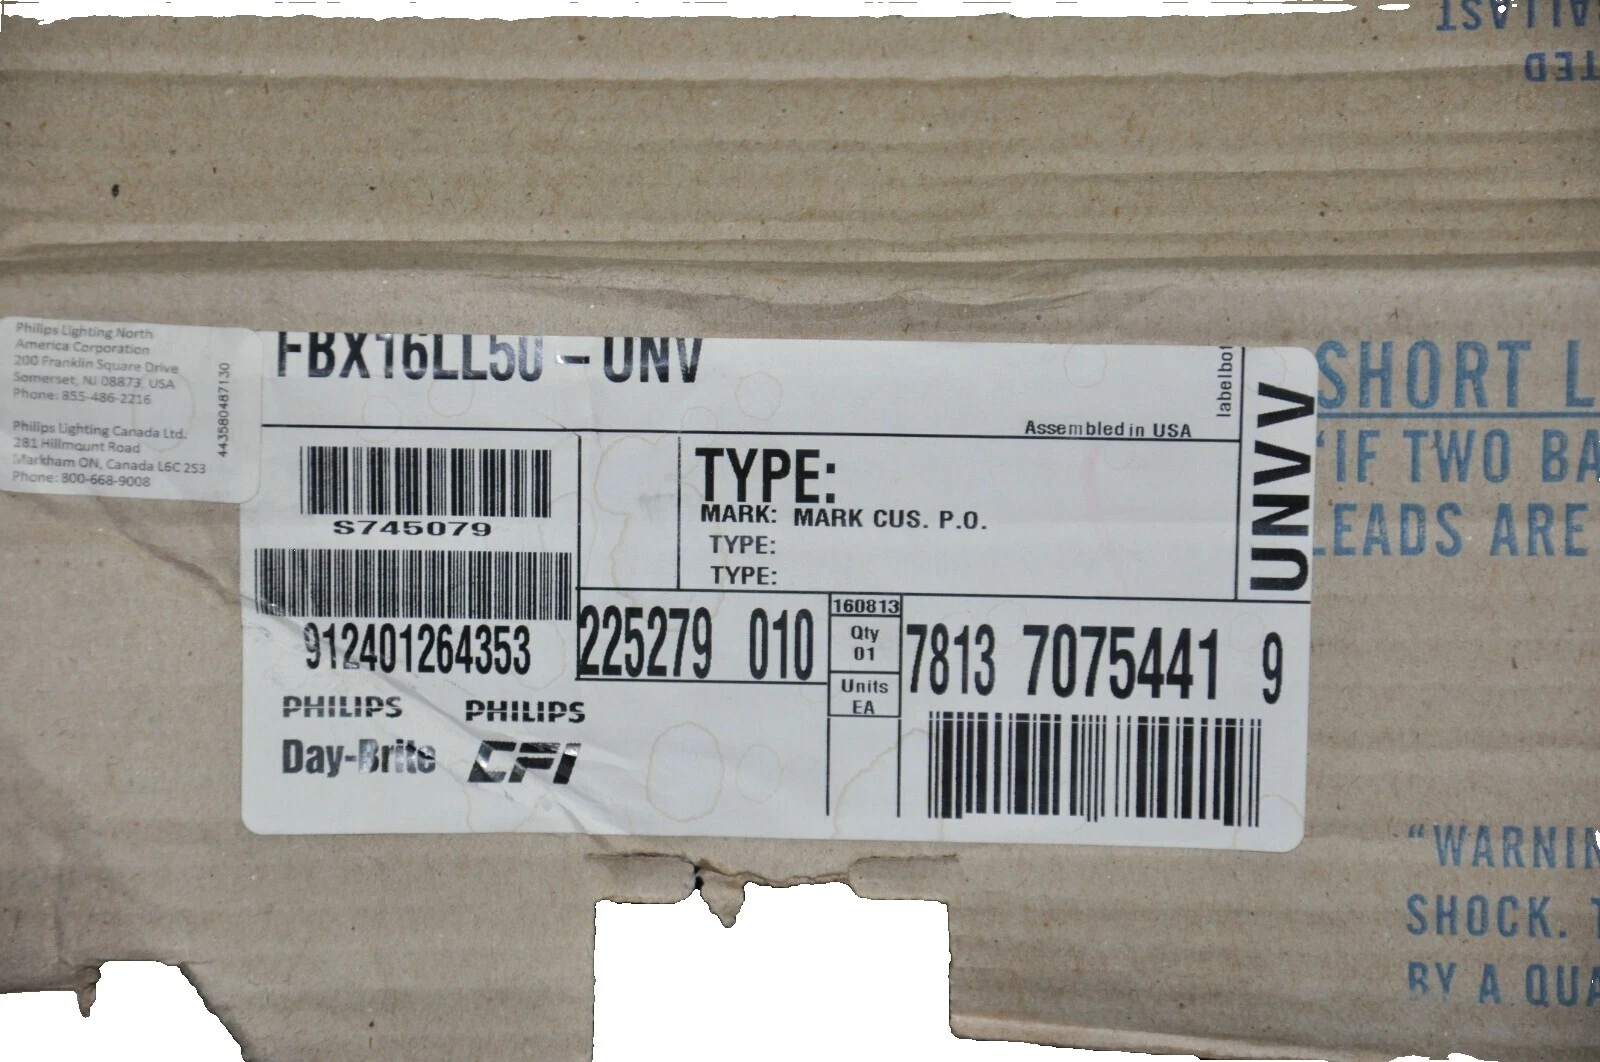 BALLAST
Philips Lighting North
America Corporation
200 Franklin Square Drive
Somerset, NJ 08873, USA
Phone: 855-486-2216
Philips Lighting Canada Ltd.
281 Hillmount Road
Markham ON, Canada L6C 2S3
Phone: 800-668-9008
443580487130
FBX16LL50 – UNV
labelbot
Assembled in USA
UNVV
S745079
912401264353
TYPE:
MARK: MARK CUS. P.O.
TYPE:
TYPE:
225279 010
160813
Qty
01
Units
EA
7813 7075441 9
PHILIPS PHILIPS
Day-Brite CFI
SHORT L
"IF TWO BA
LEADS ARE
"WARNIN
SHOCK. T
BY A QUA